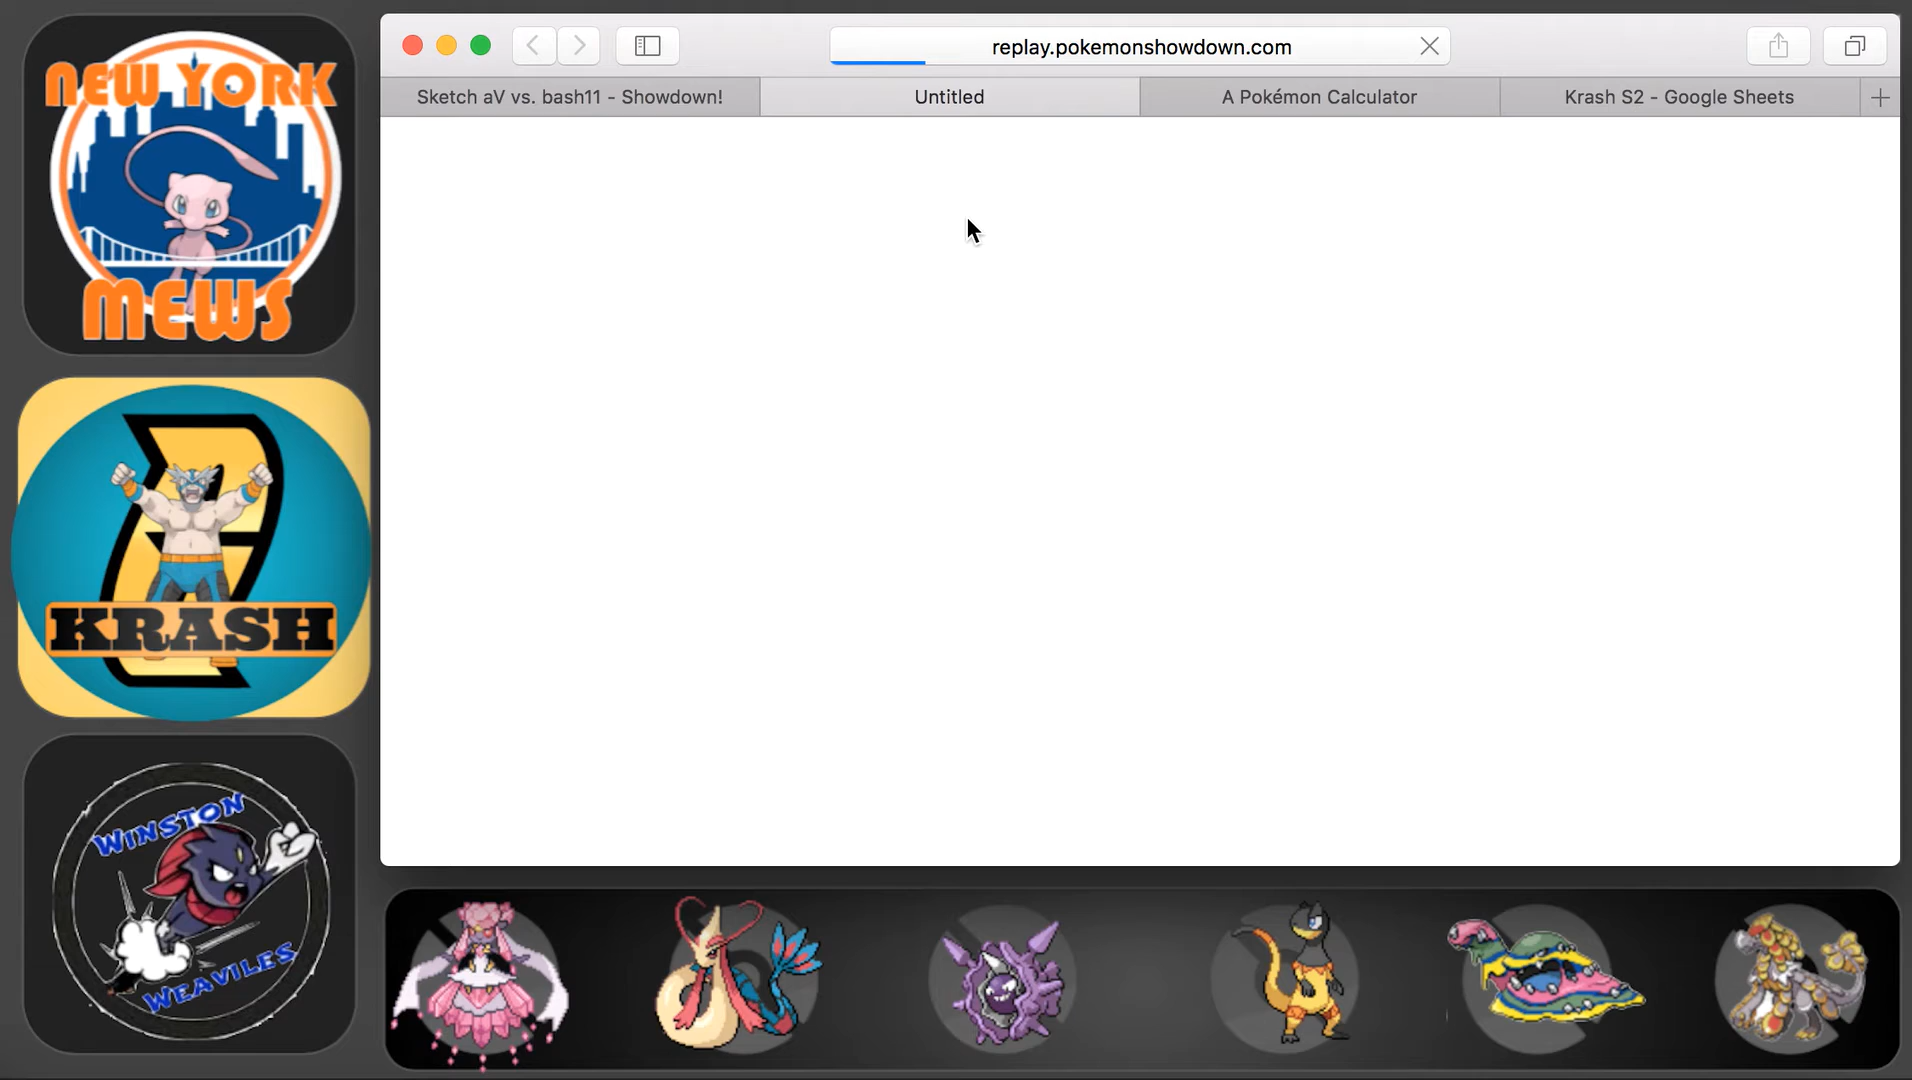 NEW YORK
MEWS
KRASH
WINSTON
WEAVILES
replay.pokemonshowdown.com
Sketch aV vs. bash11 - Showdown!
Untitled
A Pokémon Calculator
Krash S2 - Google Sheets